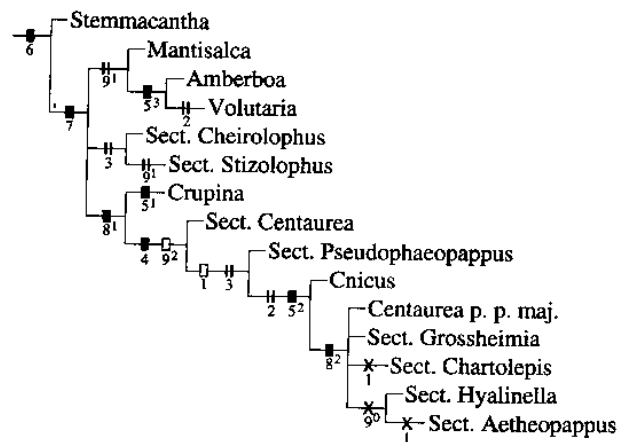 Stemmacantha
6
Mantisalca
9¹
Amberboa
5³
7
Volutaria
2
Sect. Cheirolophus
3
Sect. Stizolophus
9¹
Crupina
5¹
8¹
Sect. Centaurea
4 9²
Sect. Pseudophaeopappus
1 3
Cnicus
2 5²
Centaurea p. p. maj.
Sect. Grossheimia
8²
Sect. Chartolepis
1
Sect. Hyalinella
9⁰
Sect. Aetheopappus
1